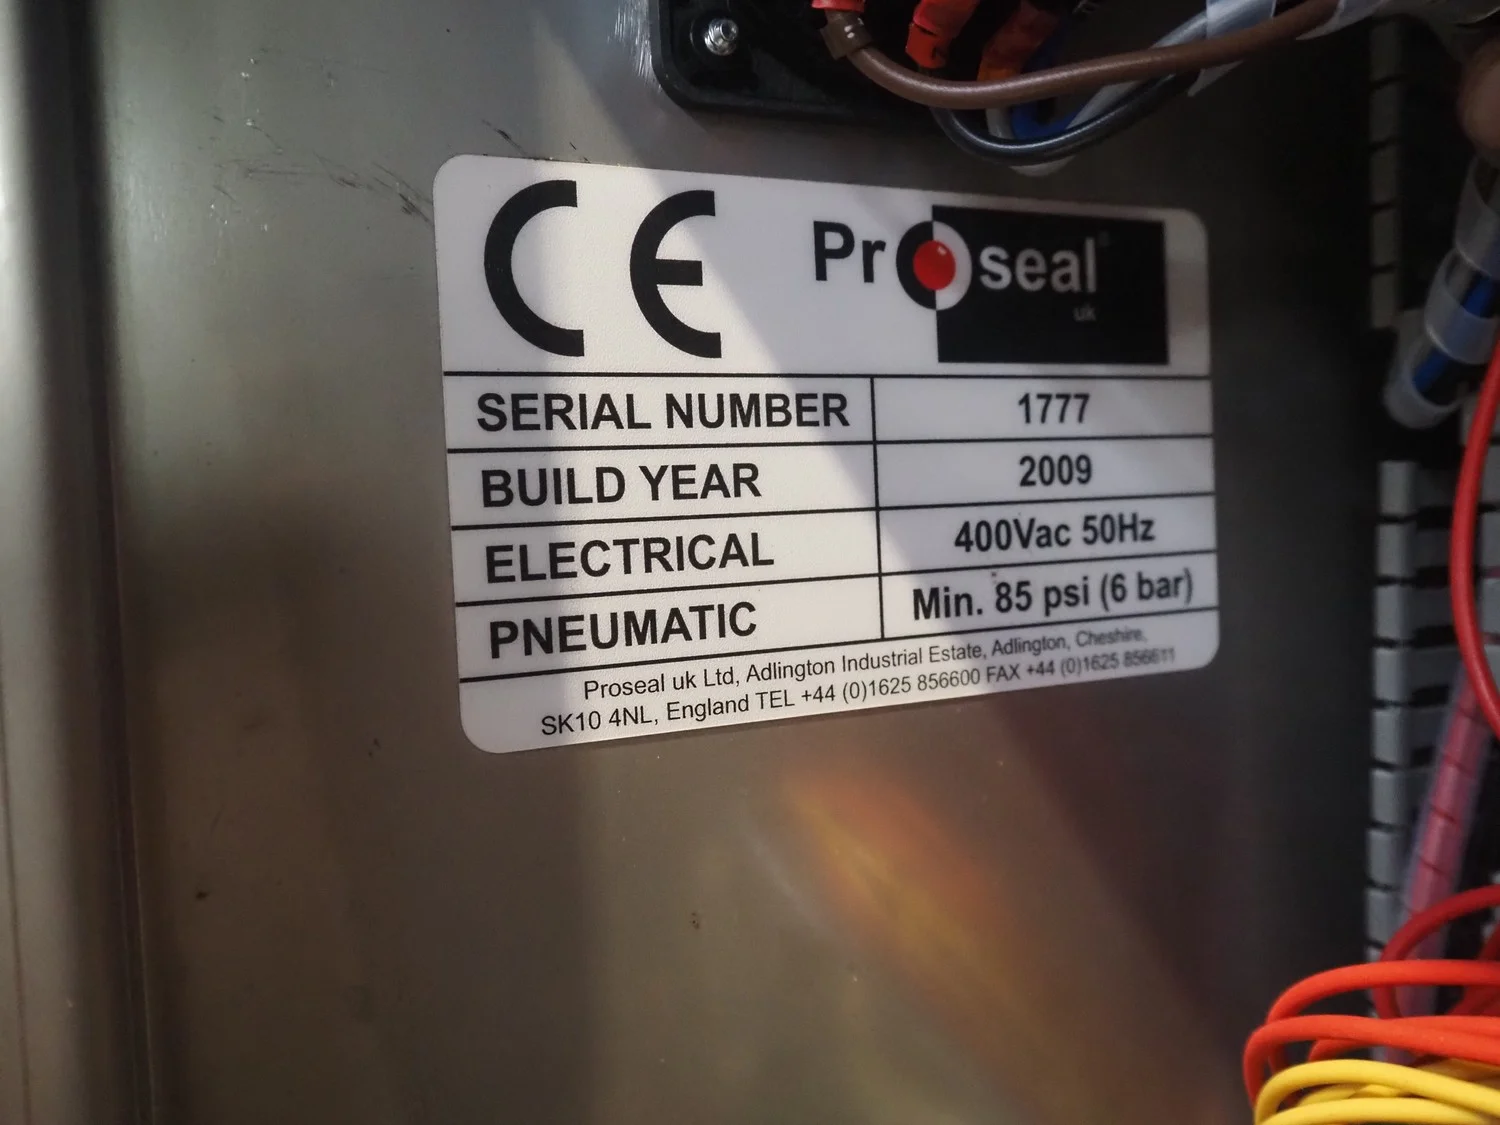 CE Proseal
uk
SERIAL NUMBER 1777
BUILD YEAR 2009
ELECTRICAL 400Vac 50Hz
PNEUMATIC Min. 85 psi (6 bar)
Proseal uk Ltd, Adlington Industrial Estate, Adlington, Cheshire,
SK10 4NL, England TEL +44 (0)1625 856600 FAX +44 (0)1625 856611